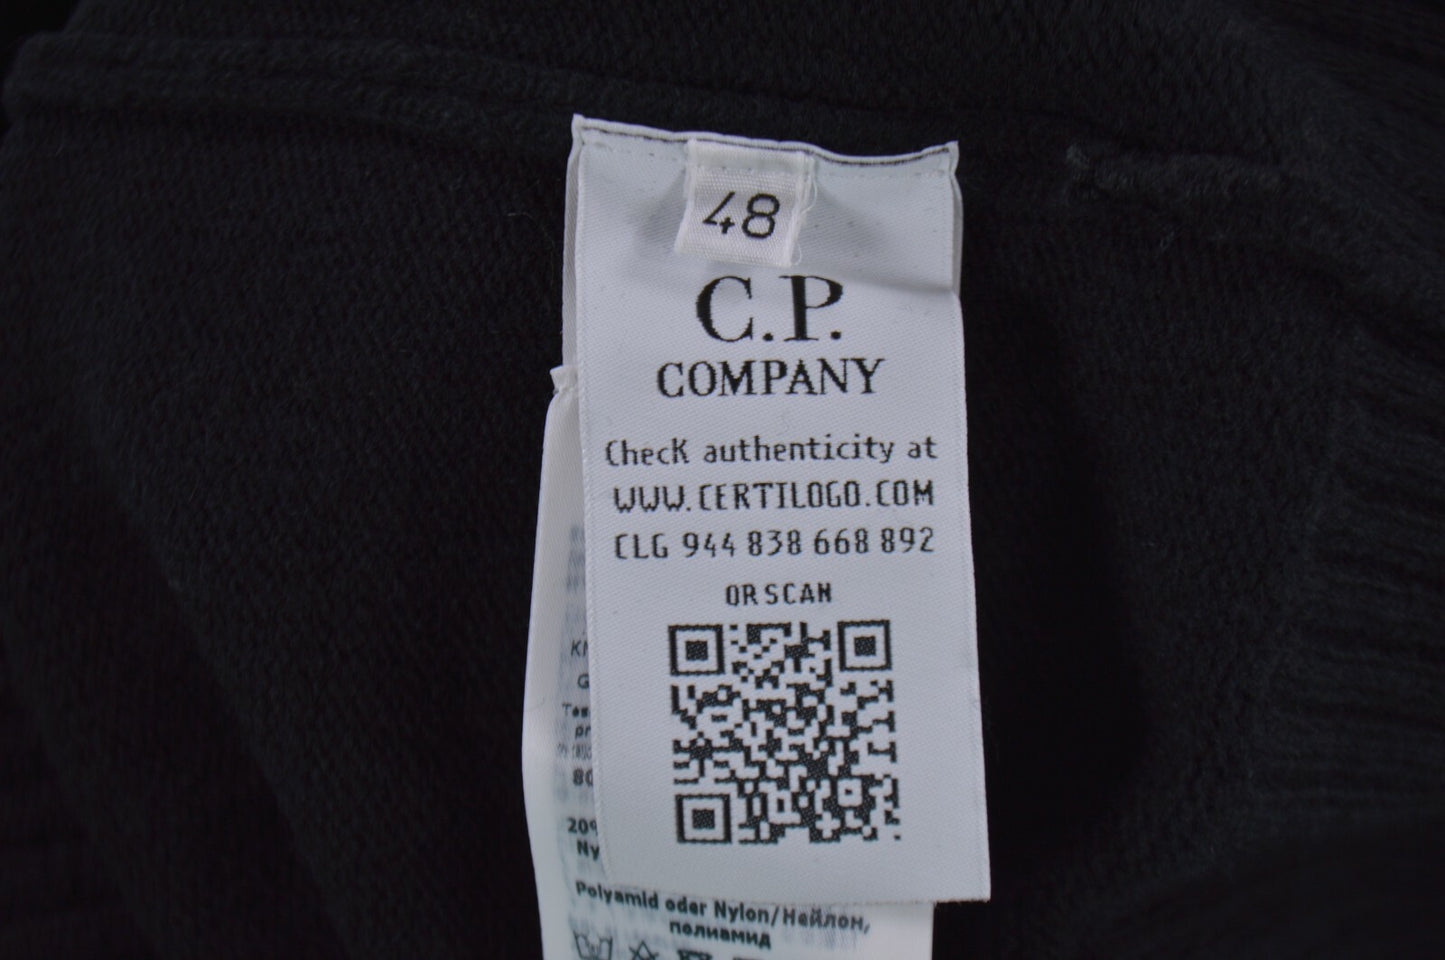 48
C.P.
COMPANY
Check authenticity at
WWW.CERTILOGO.COM
CLG 944 838 668 892
OR SCAN
Polyamid oder Nylon/Нейлон,
полиамид